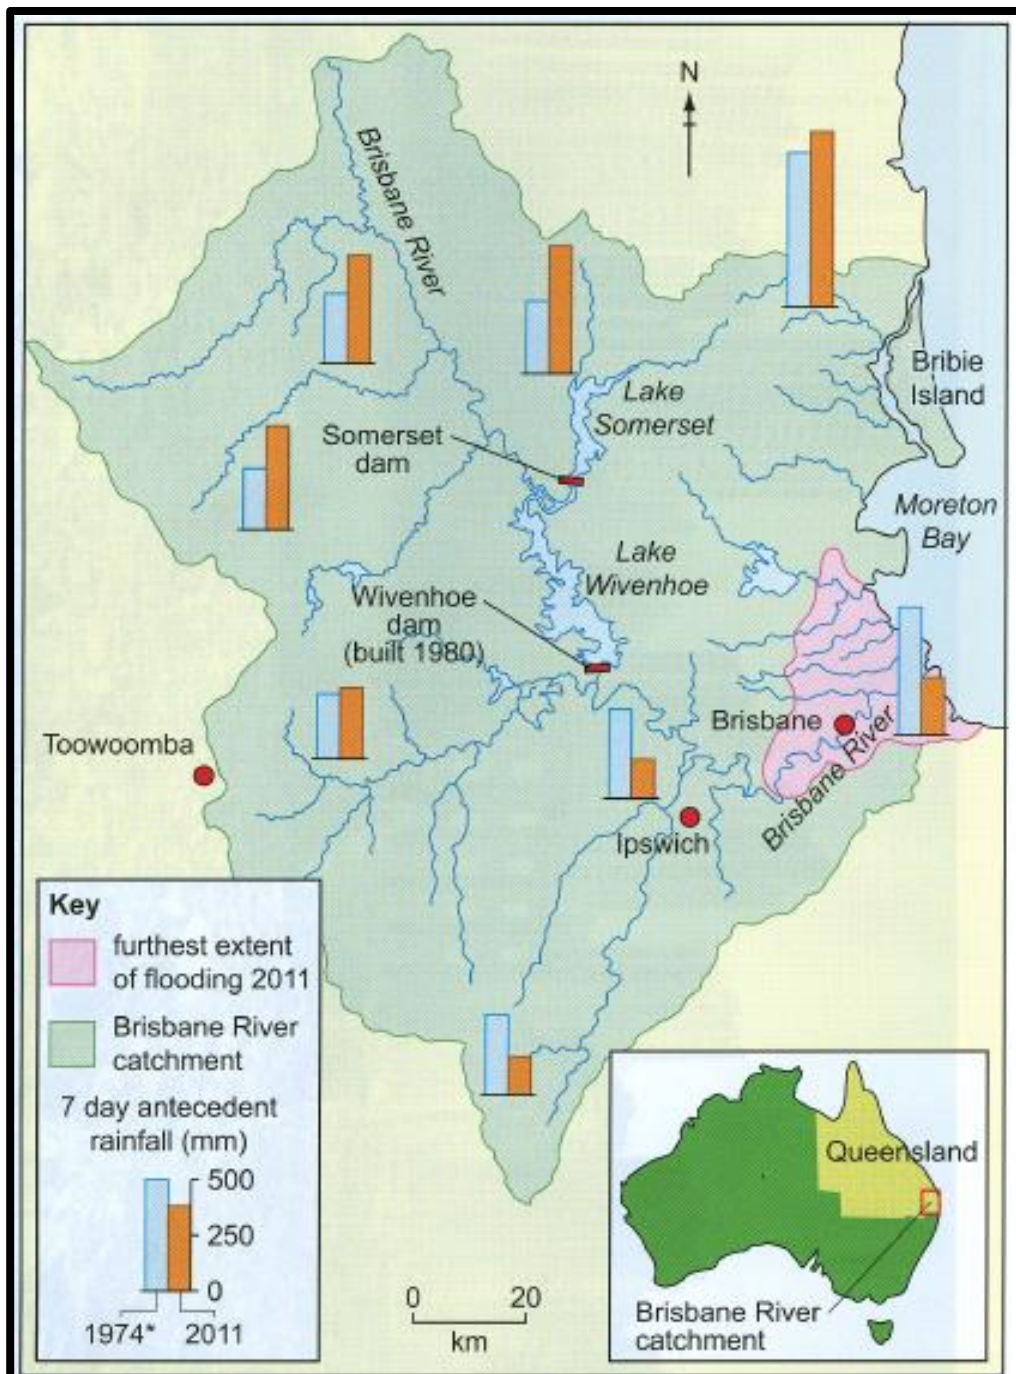 N
Brisbane River
Bribie
Island
Lake
Somerset
Somerset
dam
Moreton
Bay
Lake
Wivenhoe
Wivenhoe
dam
(built 1980)
Toowoomba
Brisbane
Brisbane River
Ipswich
Key
furthest extent
of flooding 2011
Brisbane River
catchment
7 day antecedent
rainfall (mm)
500
250
0
1974*
2011
0
20
km
Queensland
Brisbane River
catchment